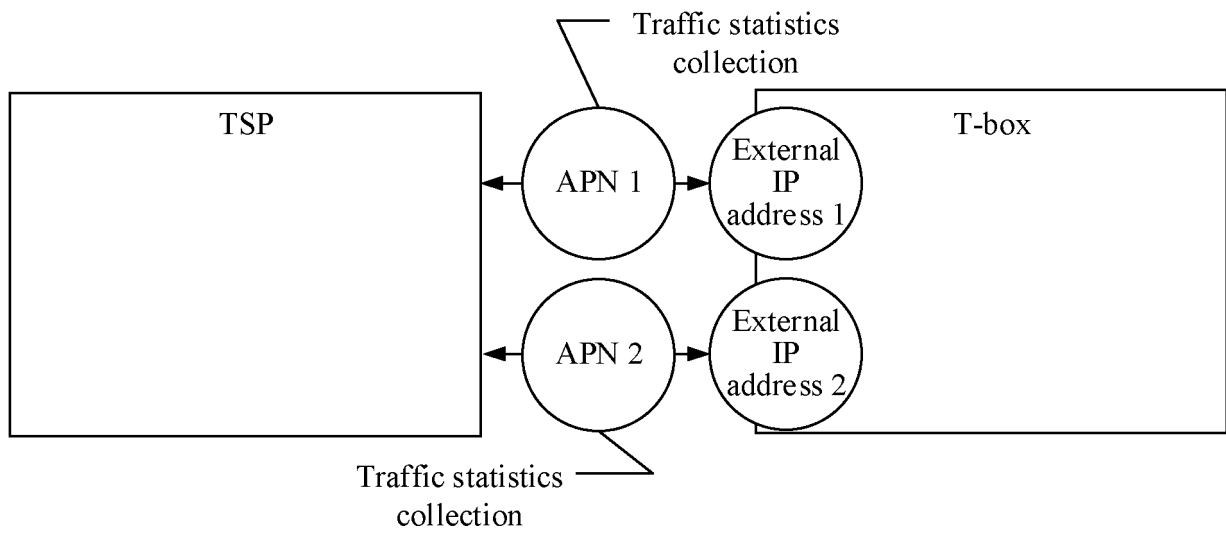 Traffic statistics
collection
TSP
T-box
APN 1
External
IP
address 1
APN 2
External
IP
address 2
Traffic statistics
collection